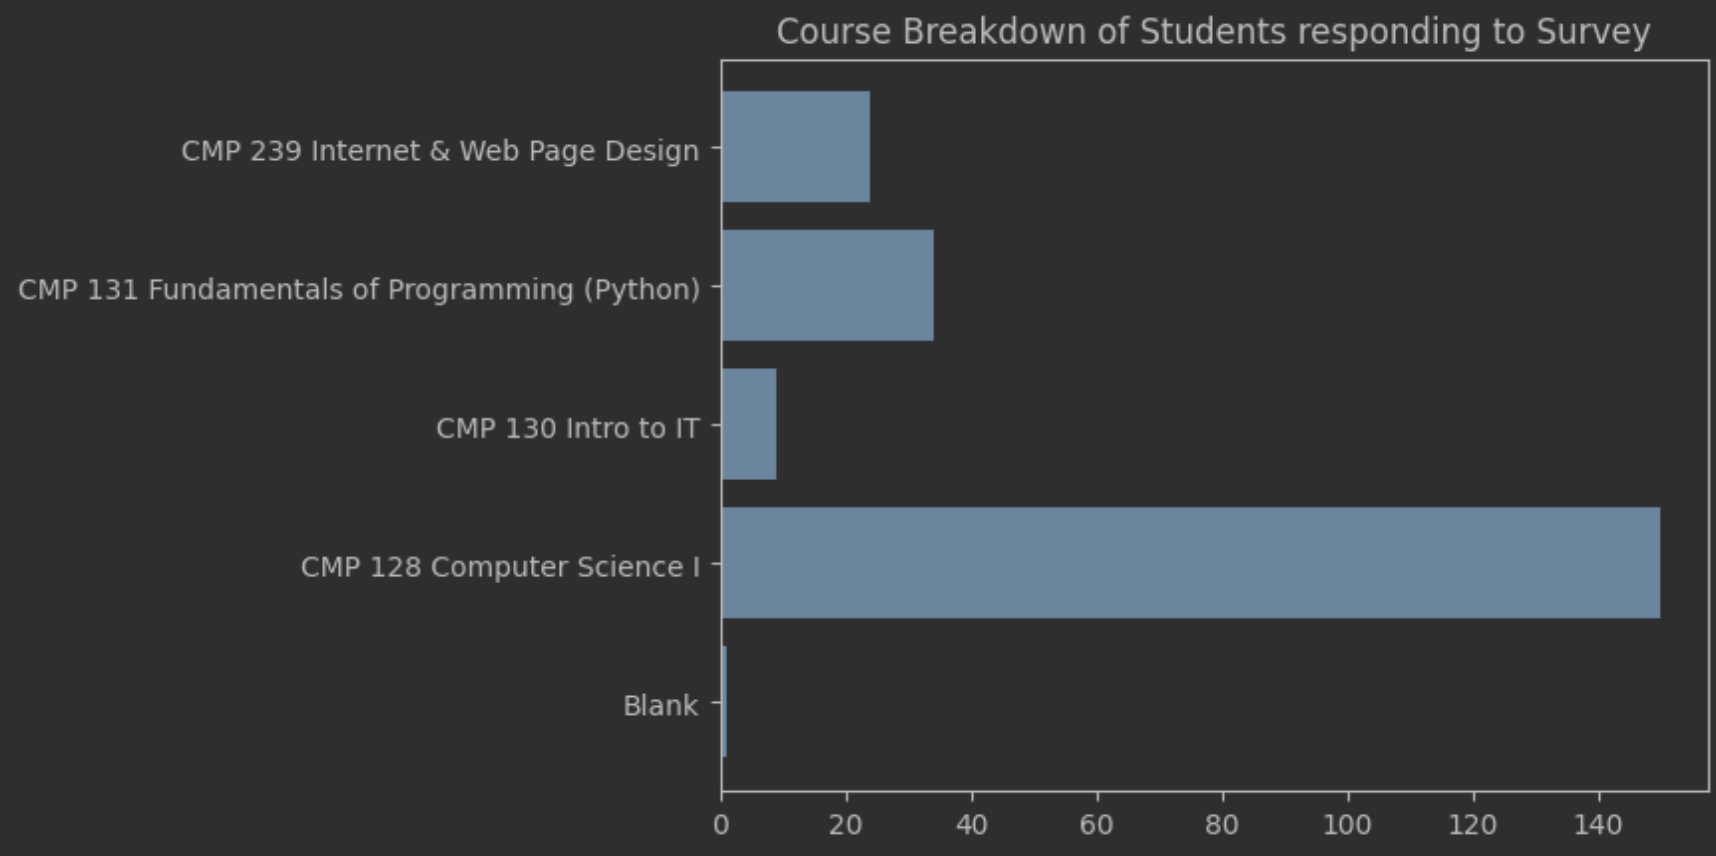 Course Breakdown of Students responding to Survey
CMP 239 Internet & Web Page Design
CMP 131 Fundamentals of Programming (Python)
CMP 130 Intro to IT
CMP 128 Computer Science I
Blank
0 20 40 60 80 100 120 140